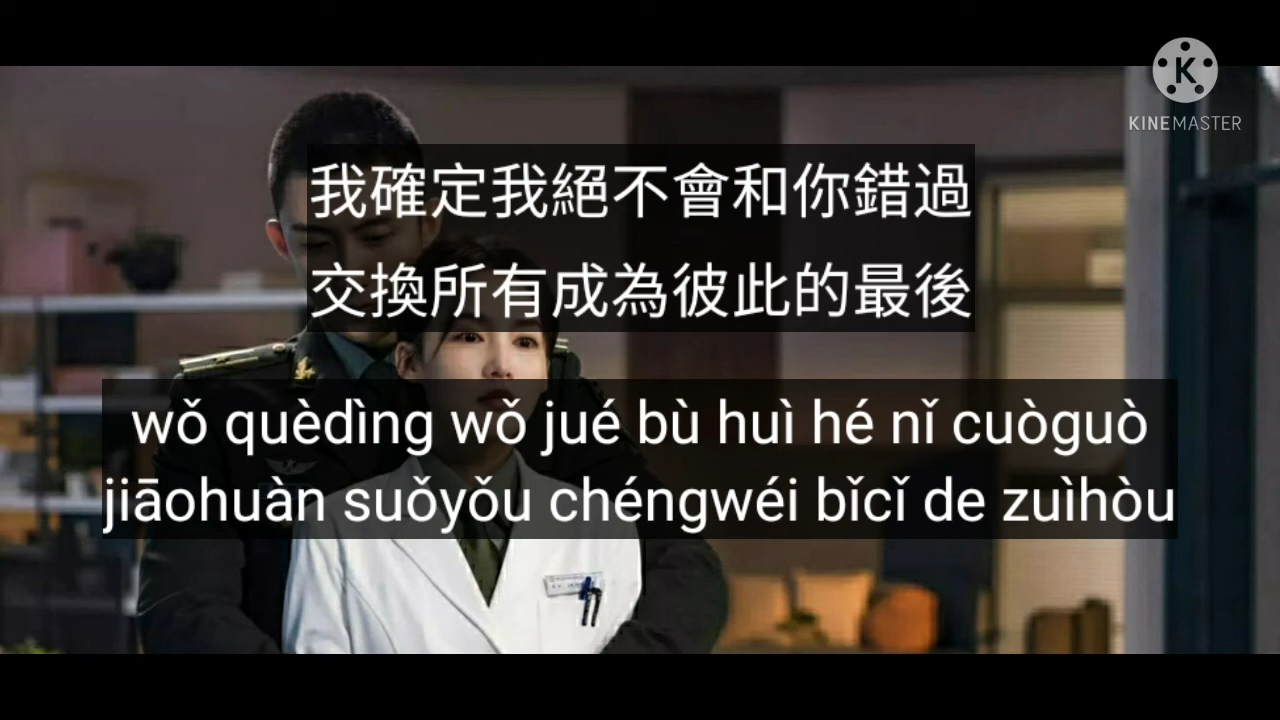 KINEMASTER
我確定我絕不會和你錯過
交換所有成為彼此的最後
wǒ quèdìng wǒ jué bù huì hé nǐ cuòguò
jiāohuàn suǒyǒu chéngwéi bǐcǐ de zuìhòu